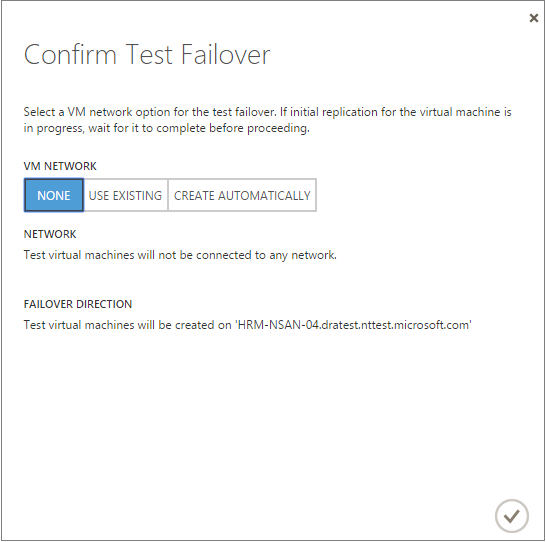 Confirm Test Failover
Select a VM network option for the test failover. If initial replication for the virtual machine is
in progress, wait for it to complete before proceeding.
VM NETWORK
NONE USE EXISTING CREATE AUTOMATICALLY
NETWORK
Test virtual machines will not be connected to any network.
FAILOVER DIRECTION
Test virtual machines will be created on 'HRM-NSAN-04.dratest.nttest.microsoft.com'